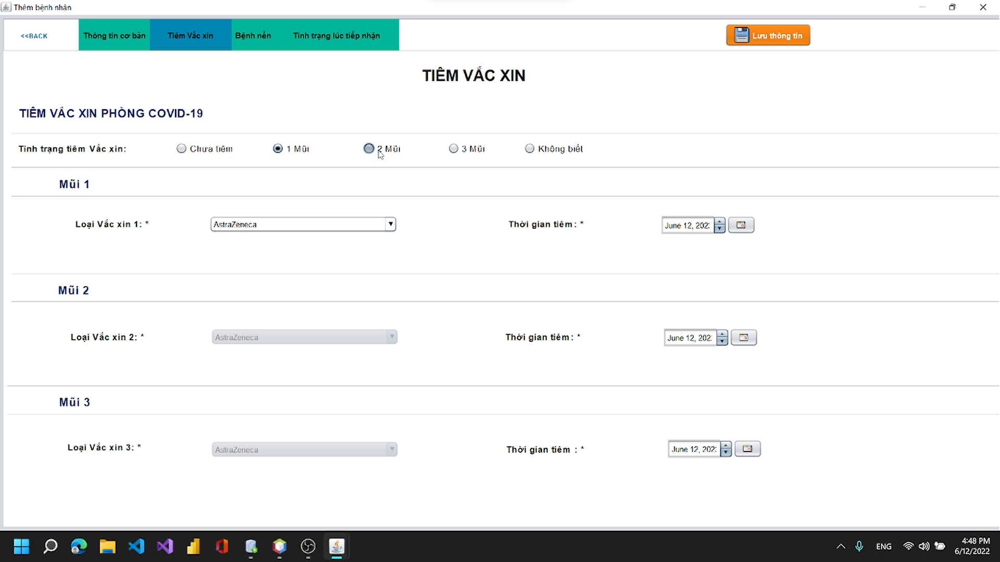 Thêm bệnh nhân
<<BACK
Thông tin cơ bản
Tiêm Vắc xin
Bệnh nền
Tình trạng lúc tiếp nhận
Lưu thông tin
TIÊM VẮC XIN
TIÊM VẮC XIN PHÒNG COVID-19
Tình trạng tiêm Vắc xin:
Chưa tiêm
1 Mũi
2 Mũi
3 Mũi
Không biết
Mũi 1
Loại Vắc xin 1: *
AstraZeneca
Thời gian tiêm: *
June 12, 202
Mũi 2
Loại Vắc xin 2: *
AstraZeneca
Thời gian tiêm: *
June 12, 202
Mũi 3
Loại Vắc xin 3: *
AstraZeneca
Thời gian tiêm : *
June 12, 202
ENG
4:48 PM
6/12/2022